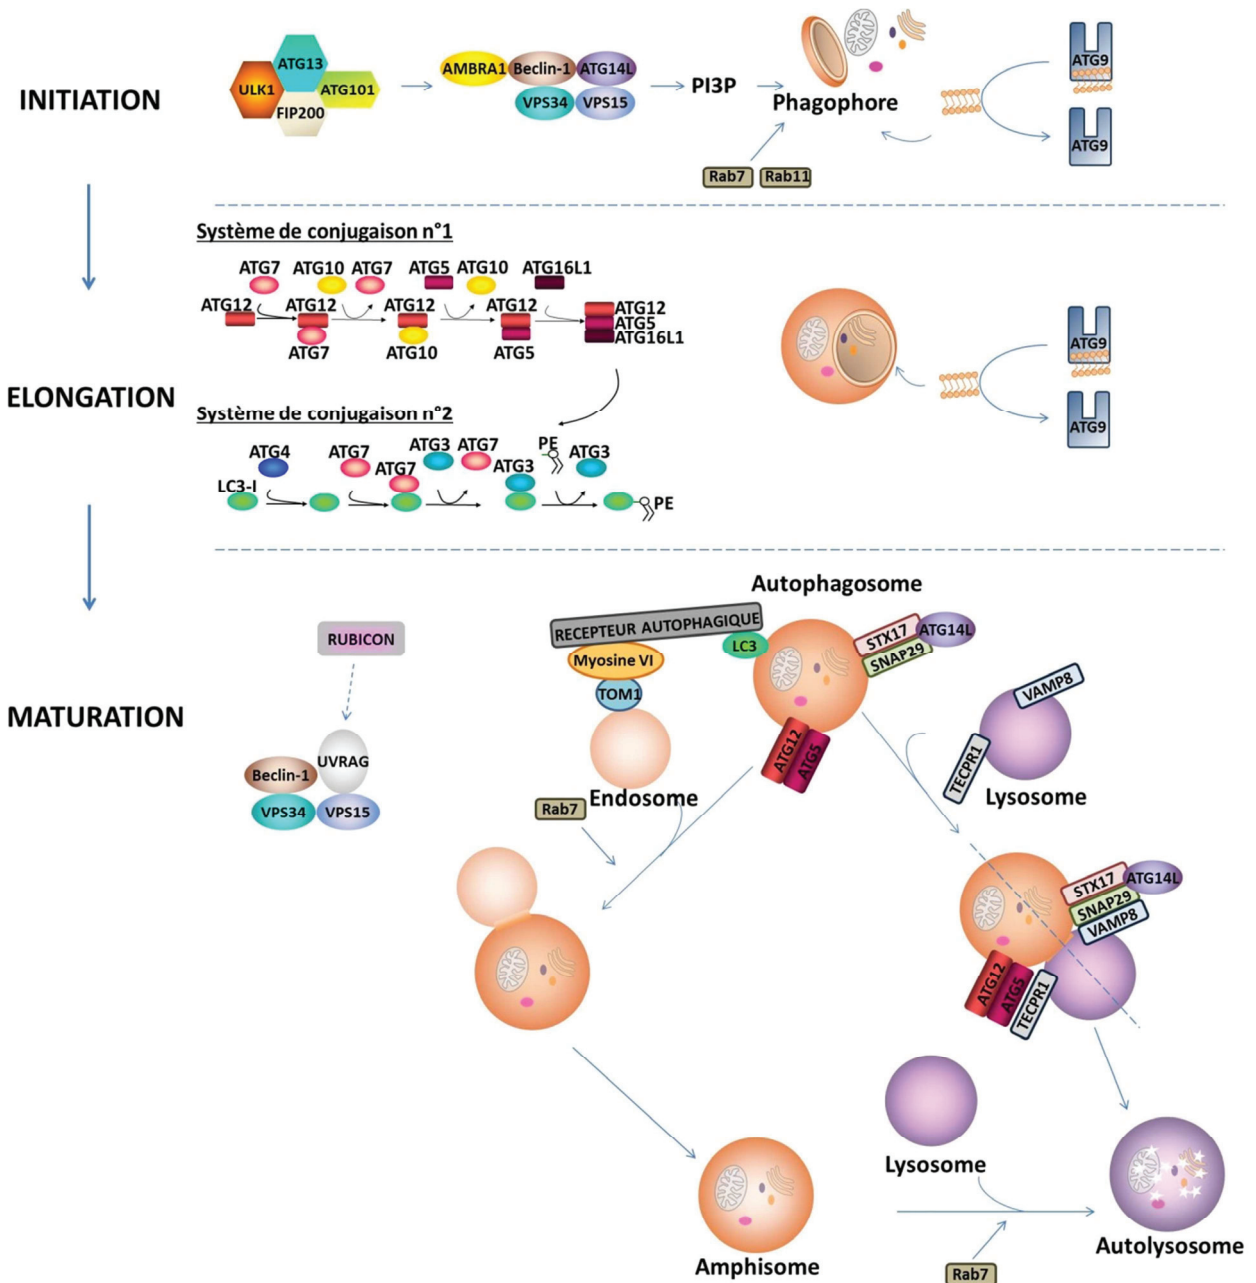 INITIATION
ATG13
ULK1
ATG101
FIP200
AMBRA1
Beclin-1
ATG14L
VPS34
VPS15
PI3P
Phagophore
Rab7
Rab11
ATG9
ATG9
ELONGATION
Système de conjugaison n°1
ATG7
ATG10
ATG7
ATG5
ATG10
ATG16L1
ATG12
ATG12
ATG12
ATG12
ATG12
ATG5
ATG16L1
ATG7
ATG10
ATG5
ATG9
ATG9
Système de conjugaison n°2
ATG4
ATG7
ATG7
ATG3
ATG7
ATG3
PE
ATG3
LC3-I
PE
MATURATION
RUBICON
Beclin-1
UVRAG
VPS34
VPS15
Autophagosome
RECEPTEUR AUTOPHAGIQUE
LC3
Myosine VI
TOM1
STX17
ATG14L
SNAP29
ATG12
ATG5
Endosome
Rab7
VAMP8
TECPR1
Lysosome
STX17
ATG14L
SNAP29
VAMP8
ATG12
ATG5
TECPR1
Lysosome
Amphisome
Rab7
Autolysosome